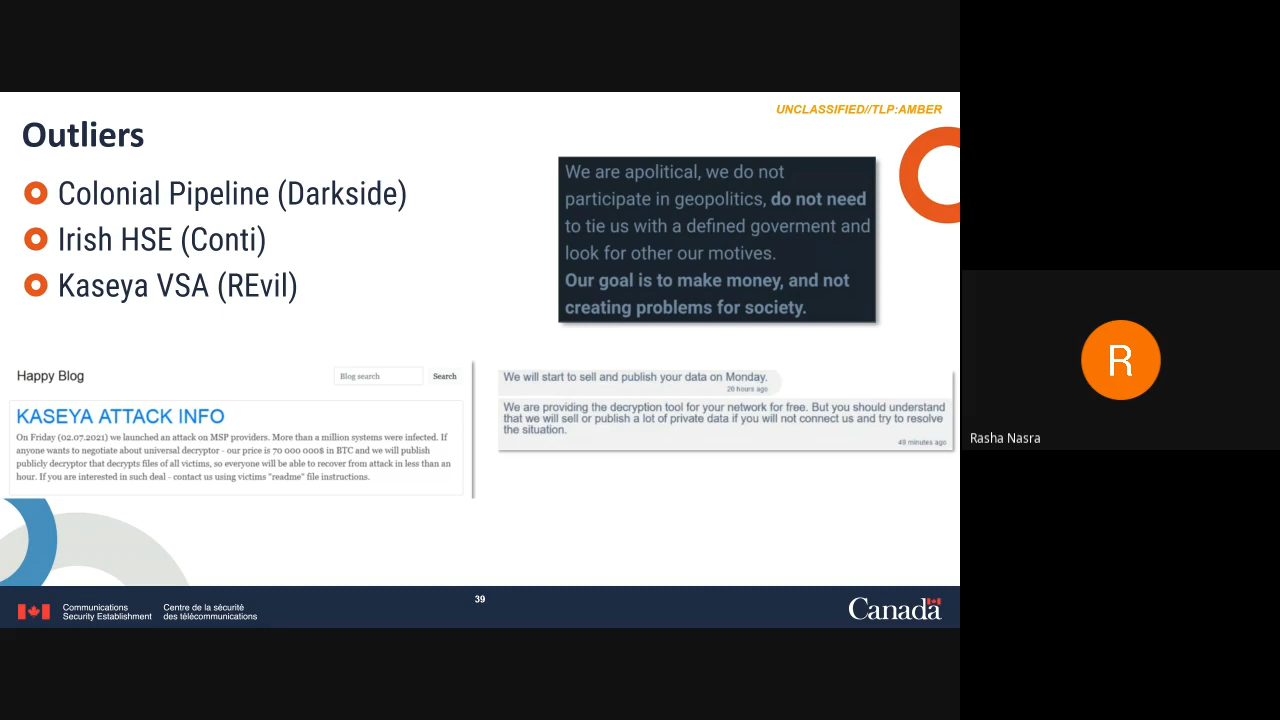 UNCLASSIFIED//TLP:AMBER
Outliers
Colonial Pipeline (Darkside)
Irish HSE (Conti)
Kaseya VSA (REvil)
We are apolitical, we do not
participate in geopolitics, do not need
to tie us with a defined goverment and
look for other our motives.
Our goal is to make money, and not
creating problems for society.
Happy Blog
Blog search
Search
KASEYA ATTACK INFO
On Friday (02.07.2021) we launched an attack on MSP providers. More than a million systems were infected. If
anyone wants to negotiate about universal decryptor - our price is 70 000 000$ in BTC and we will publish
publicly decryptor that decrypts files of all victims, so everyone will be able to recover from attack in less than an
hour. If you are interested in such deal - contact us using victims "readme" file instructions.
We will start to sell and publish your data on Monday.
20 hours ago
We are providing the decryption tool for your network for free. But you should understand
that we will sell or publish a lot of private data if you will not connect us and try to resolve
the situation.
49 minutes ago
Communications
Security Establishment
Centre de la sécurité
des télécommunications
39
Canada
R
Rasha Nasra